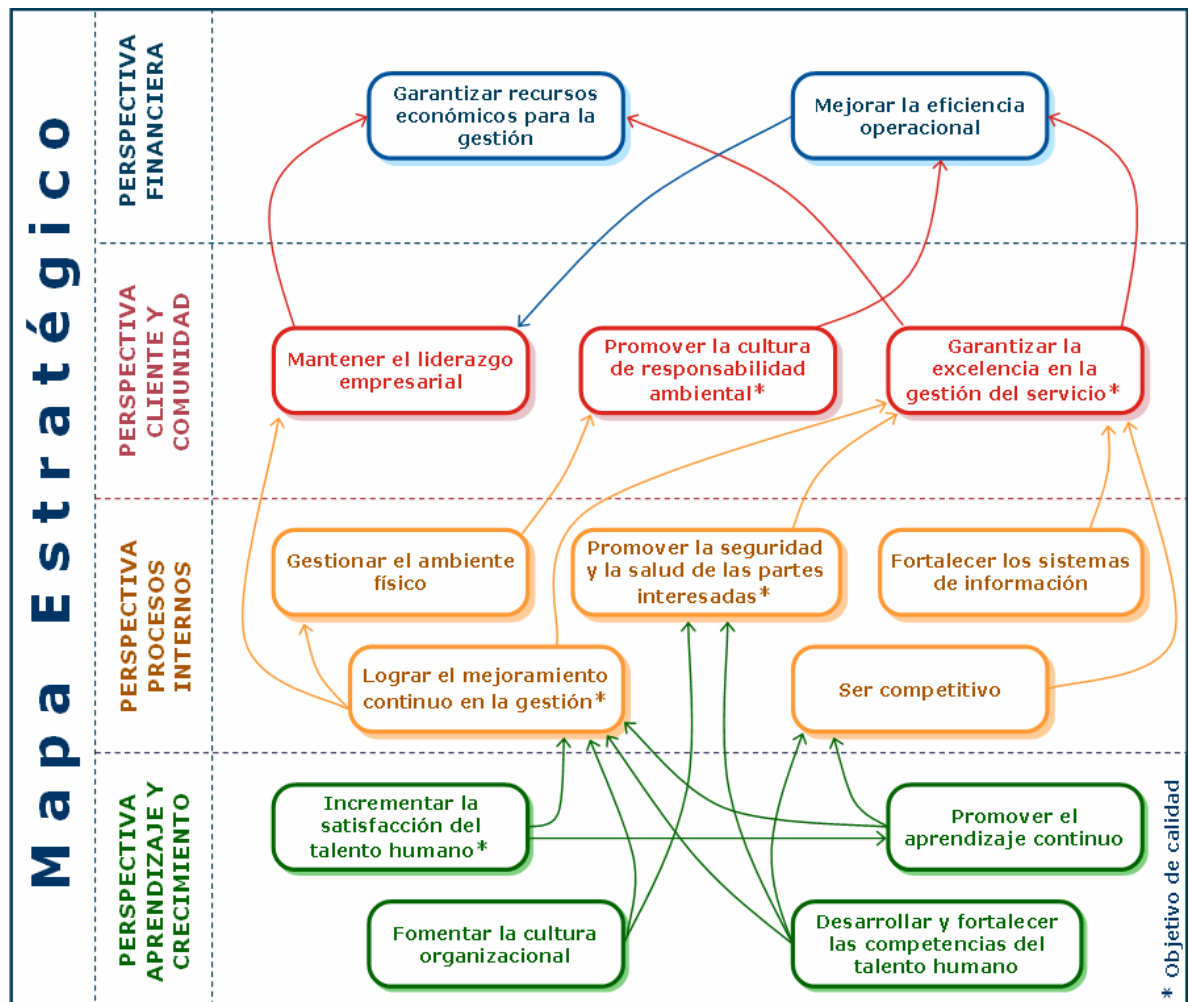 Mapa Estratégico
PERSPECTIVA
FINANCIERA
Garantizar recursos
económicos para la
gestión
Mejorar la eficiencia
operacional
PERSPECTIVA
CLIENTE Y
COMUNIDAD
Mantener el liderazgo
empresarial
Promover la cultura
de responsabilidad
ambiental*
Garantizar la
excelencia en la
gestión del servicio*
PERSPECTIVA
PROCESOS
INTERNOS
Gestionar el ambiente
físico
Promover la seguridad
y la salud de las partes
interesadas*
Fortalecer los sistemas
de información
Lograr el mejoramiento
continuo en la gestión*
Ser competitivo
PERSPECTIVA
APRENDIZAJE Y
CRECIMIENTO
Incrementar la
satisfacción del
talento humano*
Promover el
aprendizaje continuo
Fomentar la cultura
organizacional
Desarrollar y fortalecer
las competencias del
talento humano
* Objetivo de calidad